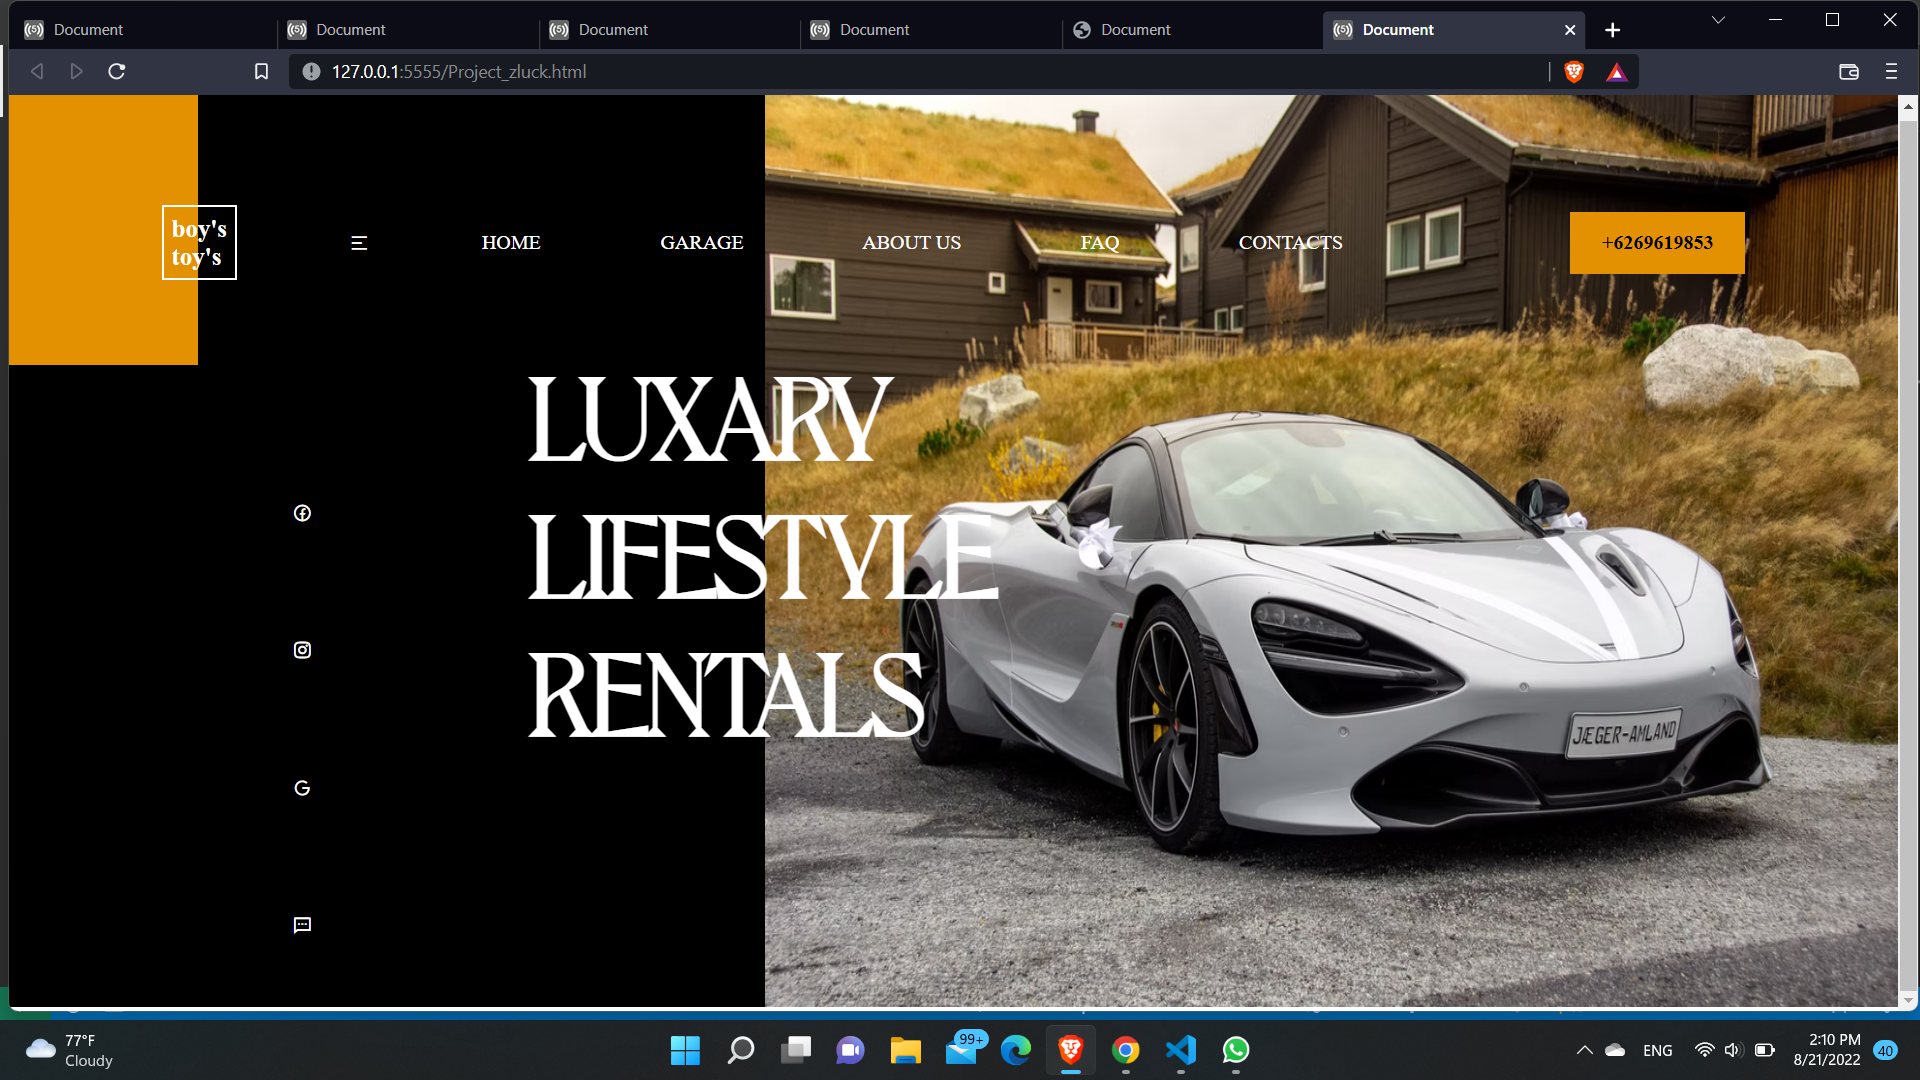 Document
Document
Document
Document
Document
Document
127.0.0.1:5555/Project_zluck.html
boy's
toy's
HOME
GARAGE
ABOUT US
FAQ
CONTACTS
+6269619853
LUXARY
LIFESTYLE
RENTALS
JÆGER-AMLAND
77°F
Cloudy
99+
ENG
2:10 PM
8/21/2022
40